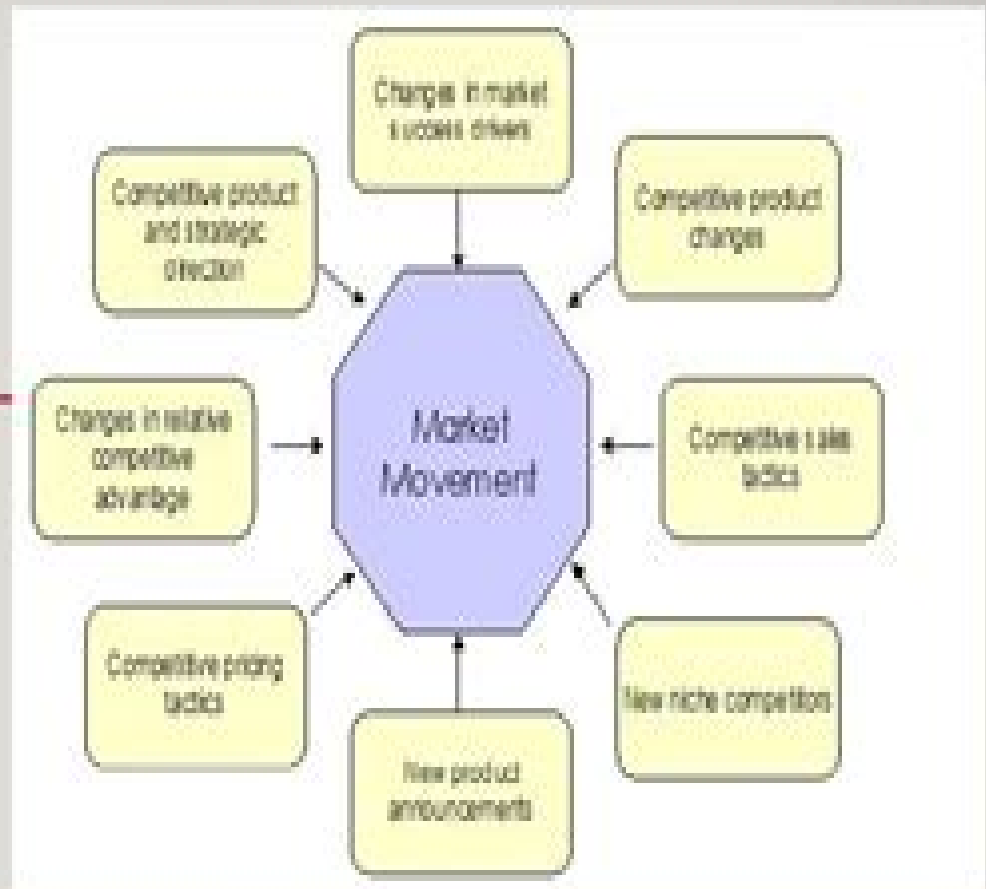 Changes in market
success drivers
Competitive product
and strategic
direction
Competitive product
changes
Changes in relative
competitive
advantage
Market
Movement
Competitive sales
tactics
Competitive pricing
tactics
New niche competitors
New product
announcements